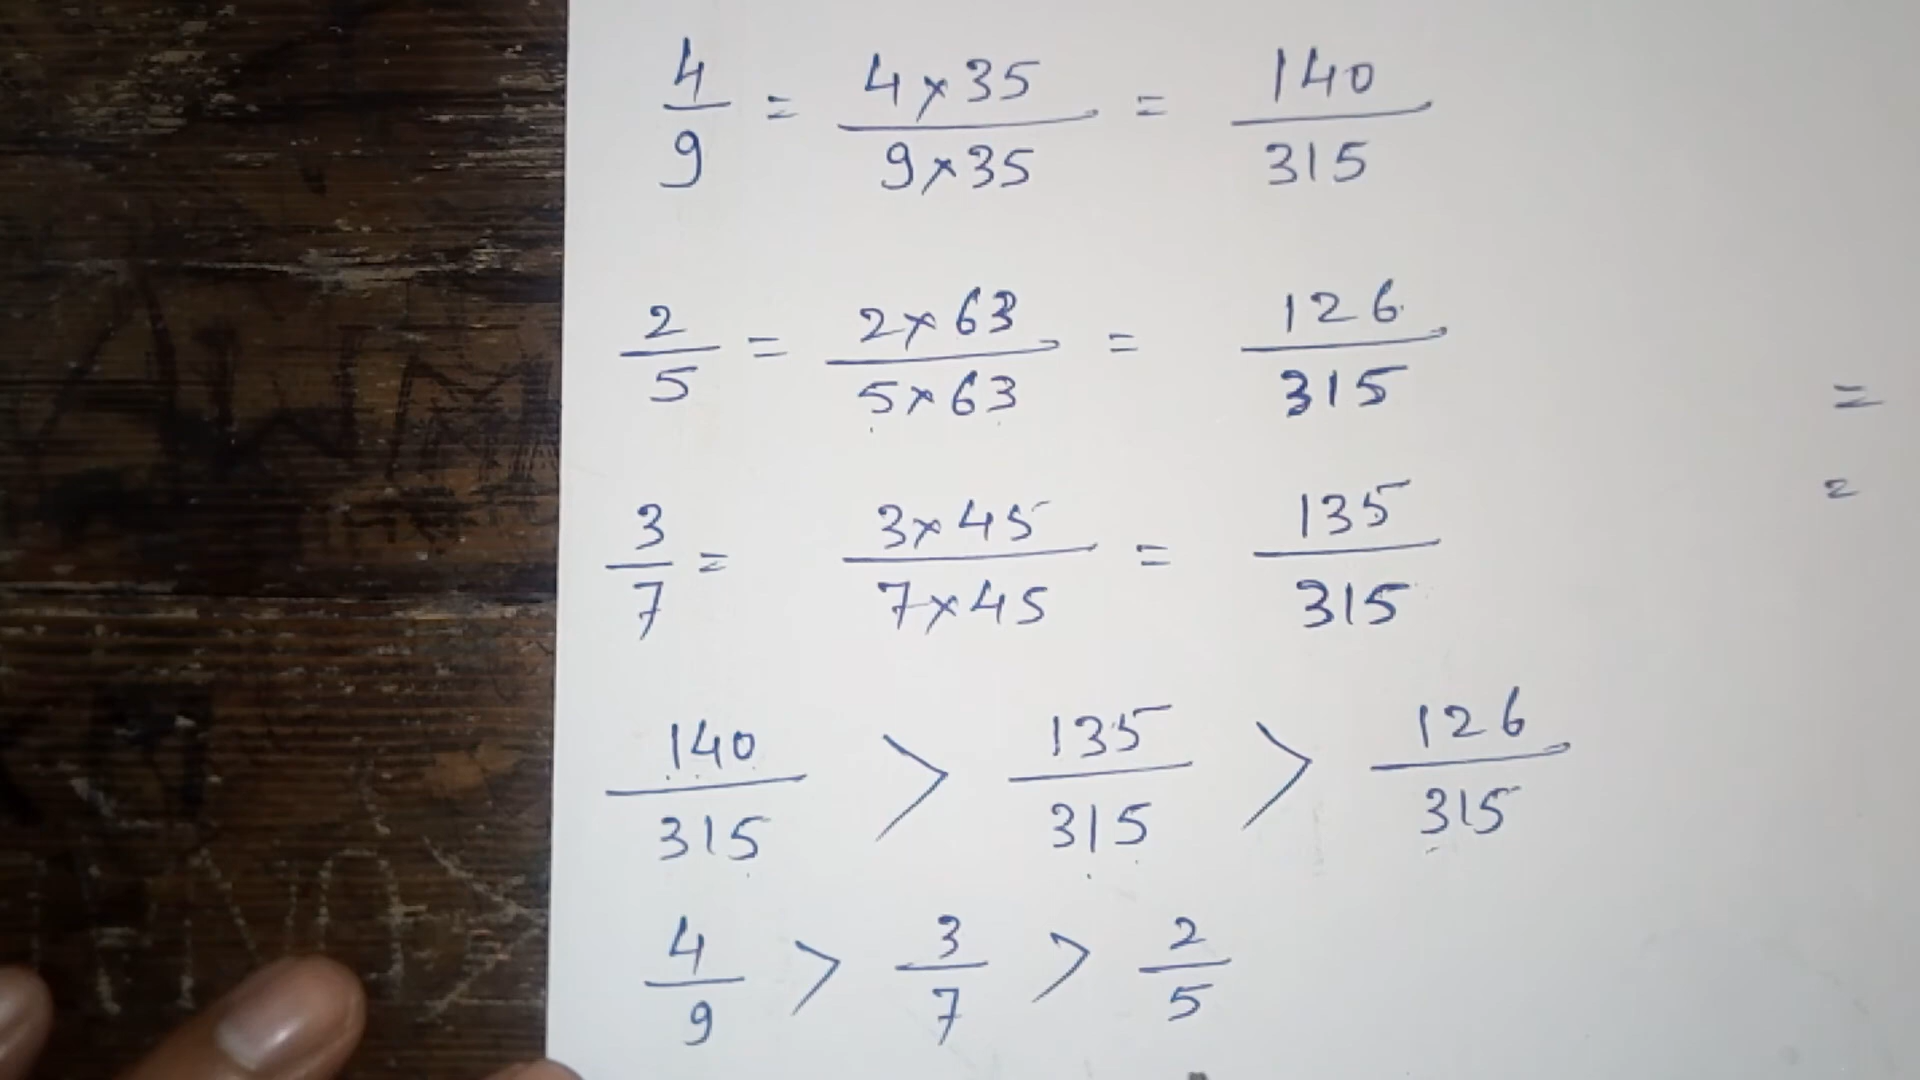 4/9 = 4×35/9×35 = 140/315
2/5 = 2×63/5×63 = 126/315 =
=
3/7 = 3×45/7×45 = 135/315
140/315 > 135/315 > 126/315
4/9 > 3/7 > 2/5